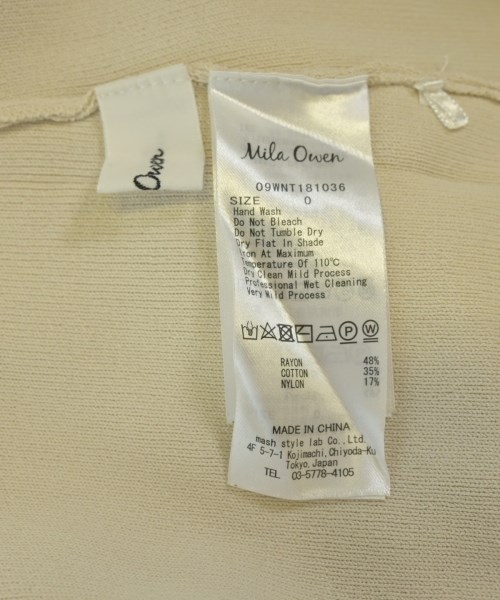 Owen
Mila Owen
09WNT181036
SIZE 0
Hand Wash
Do Not Bleach
Do Not Tumble Dry
Dry Flat In Shade
Iron At Maximum
Temperature Of 110℃
Dry Clean Mild Process
Professional Wet Cleaning
Very Mild Process
P W
RAYON 48%
COTTON 35%
NYLON 17%
MADE IN CHINA
mash style lab Co., Ltd.
4F 5-7-1 Kojimachi, Chiyoda-Ku
Tokyo, Japan
TEL 03-5778-4105